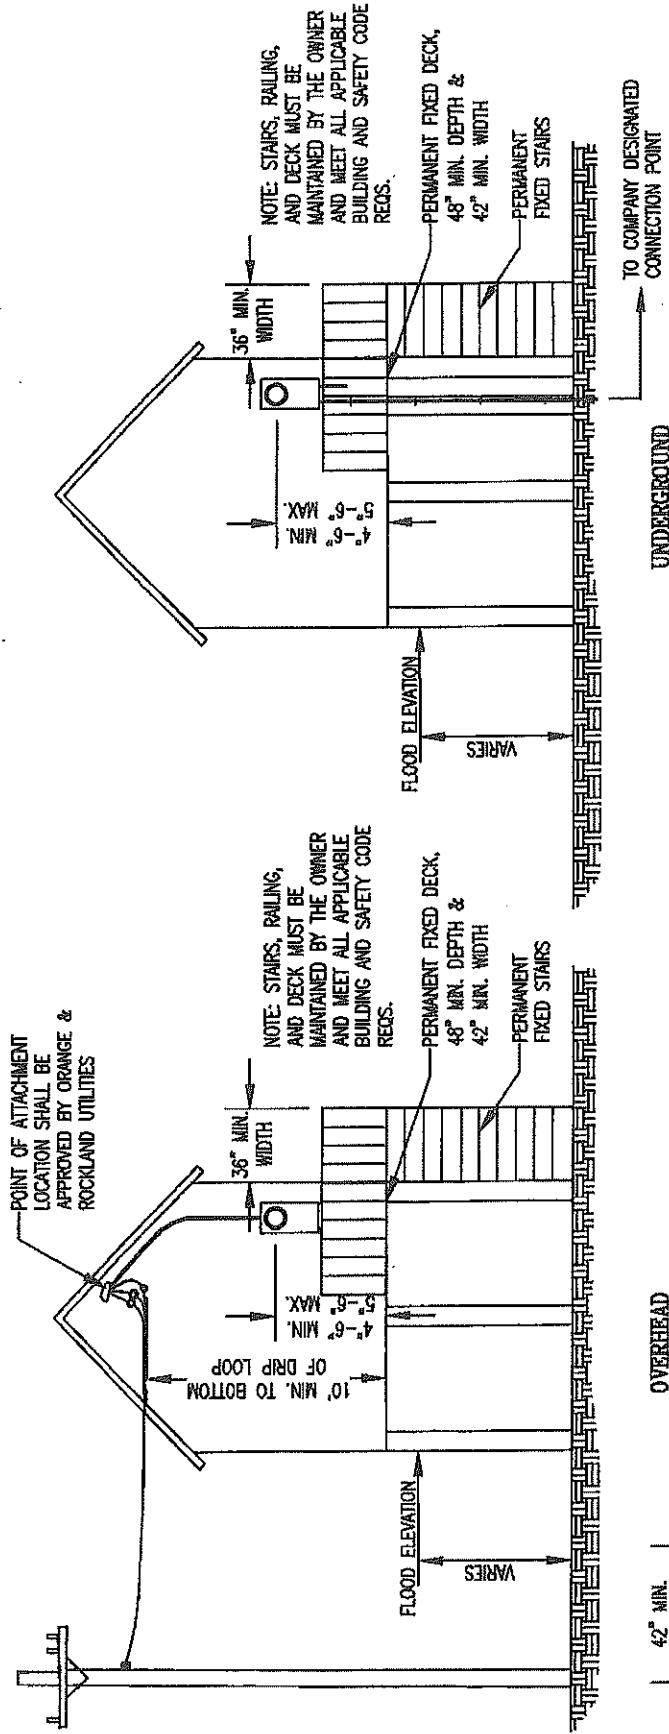 POINT OF ATTACHMENT
LOCATION SHALL BE
APPROVED BY ORANGE &
ROCKLAND UTILITIES
10' MIN. TO BOTTOM
OF DRIP LOOP
4"-6" MIN.
5"-6" MAX.
36" MIN.
WIDTH
NOTE: STAIRS, RAILING,
AND DECK MUST BE
MAINTAINED BY THE OWNER
AND MEET ALL APPLICABLE
BUILDING AND SAFETY CODE
REQS.
PERMANENT FIXED DECK,
48" MIN. DEPTH &
42" MIN. WIDTH
PERMANENT
FIXED STAIRS
FLOOD ELEVATION
VARIES
42" MIN.
OVERHEAD
4"-6" MIN.
5"-6" MAX.
36" MIN.
WIDTH
NOTE: STAIRS, RAILING,
AND DECK MUST BE
MAINTAINED BY THE OWNER
AND MEET ALL APPLICABLE
BUILDING AND SAFETY CODE
REQS.
PERMANENT FIXED DECK,
48" MIN. DEPTH &
42" MIN. WIDTH
PERMANENT
FIXED STAIRS
FLOOD ELEVATION
VARIES
TO COMPANY DESIGNATED
CONNECTION POINT
UNDERGROUND